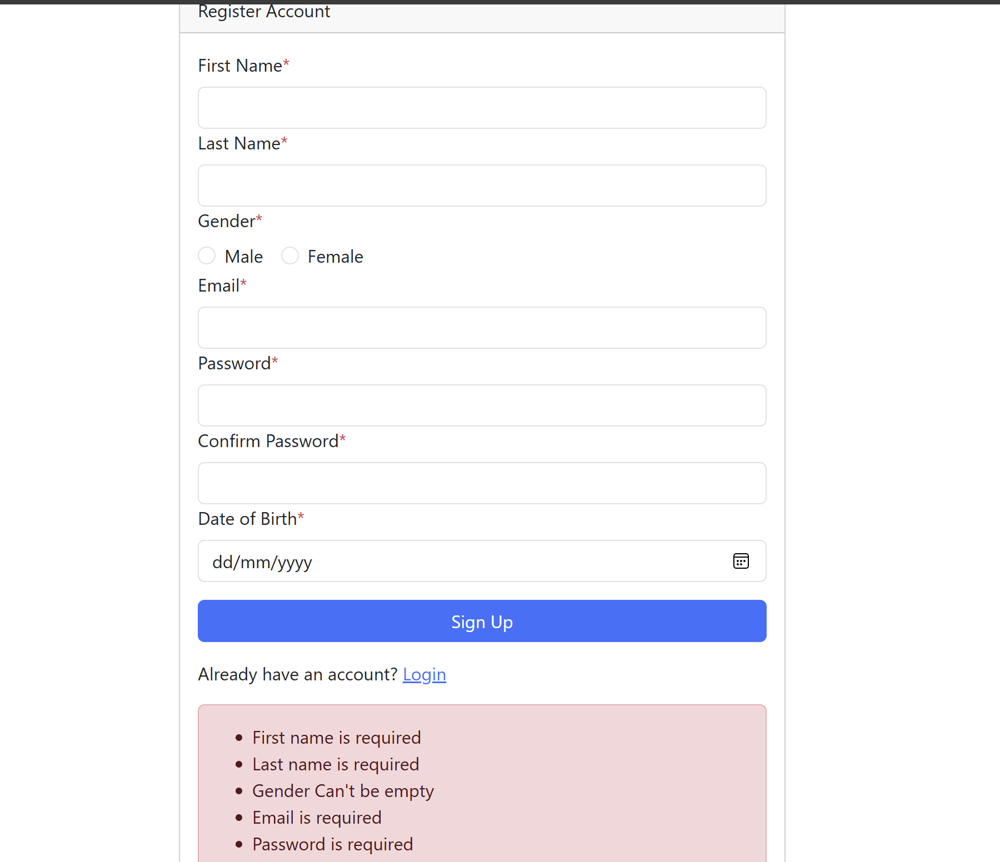 Register Account
First Name*
Last Name*
Gender*
Male Female
Email*
Password*
Confirm Password*
Date of Birth*
dd/mm/yyyy
Sign Up
Already have an account? Login
First name is required
Last name is required
Gender Can't be empty
Email is required
Password is required